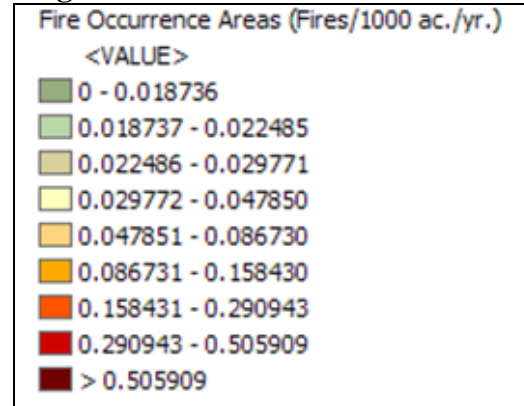 Fire Occurrence Areas (Fires/1000 ac./yr.)
<VALUE>
0 - 0.018736
0.018737 - 0.022485
0.022486 - 0.029771
0.029772 - 0.047850
0.047851 - 0.086730
0.086731 - 0.158430
0.158431 - 0.290943
0.290943 - 0.505909
> 0.505909